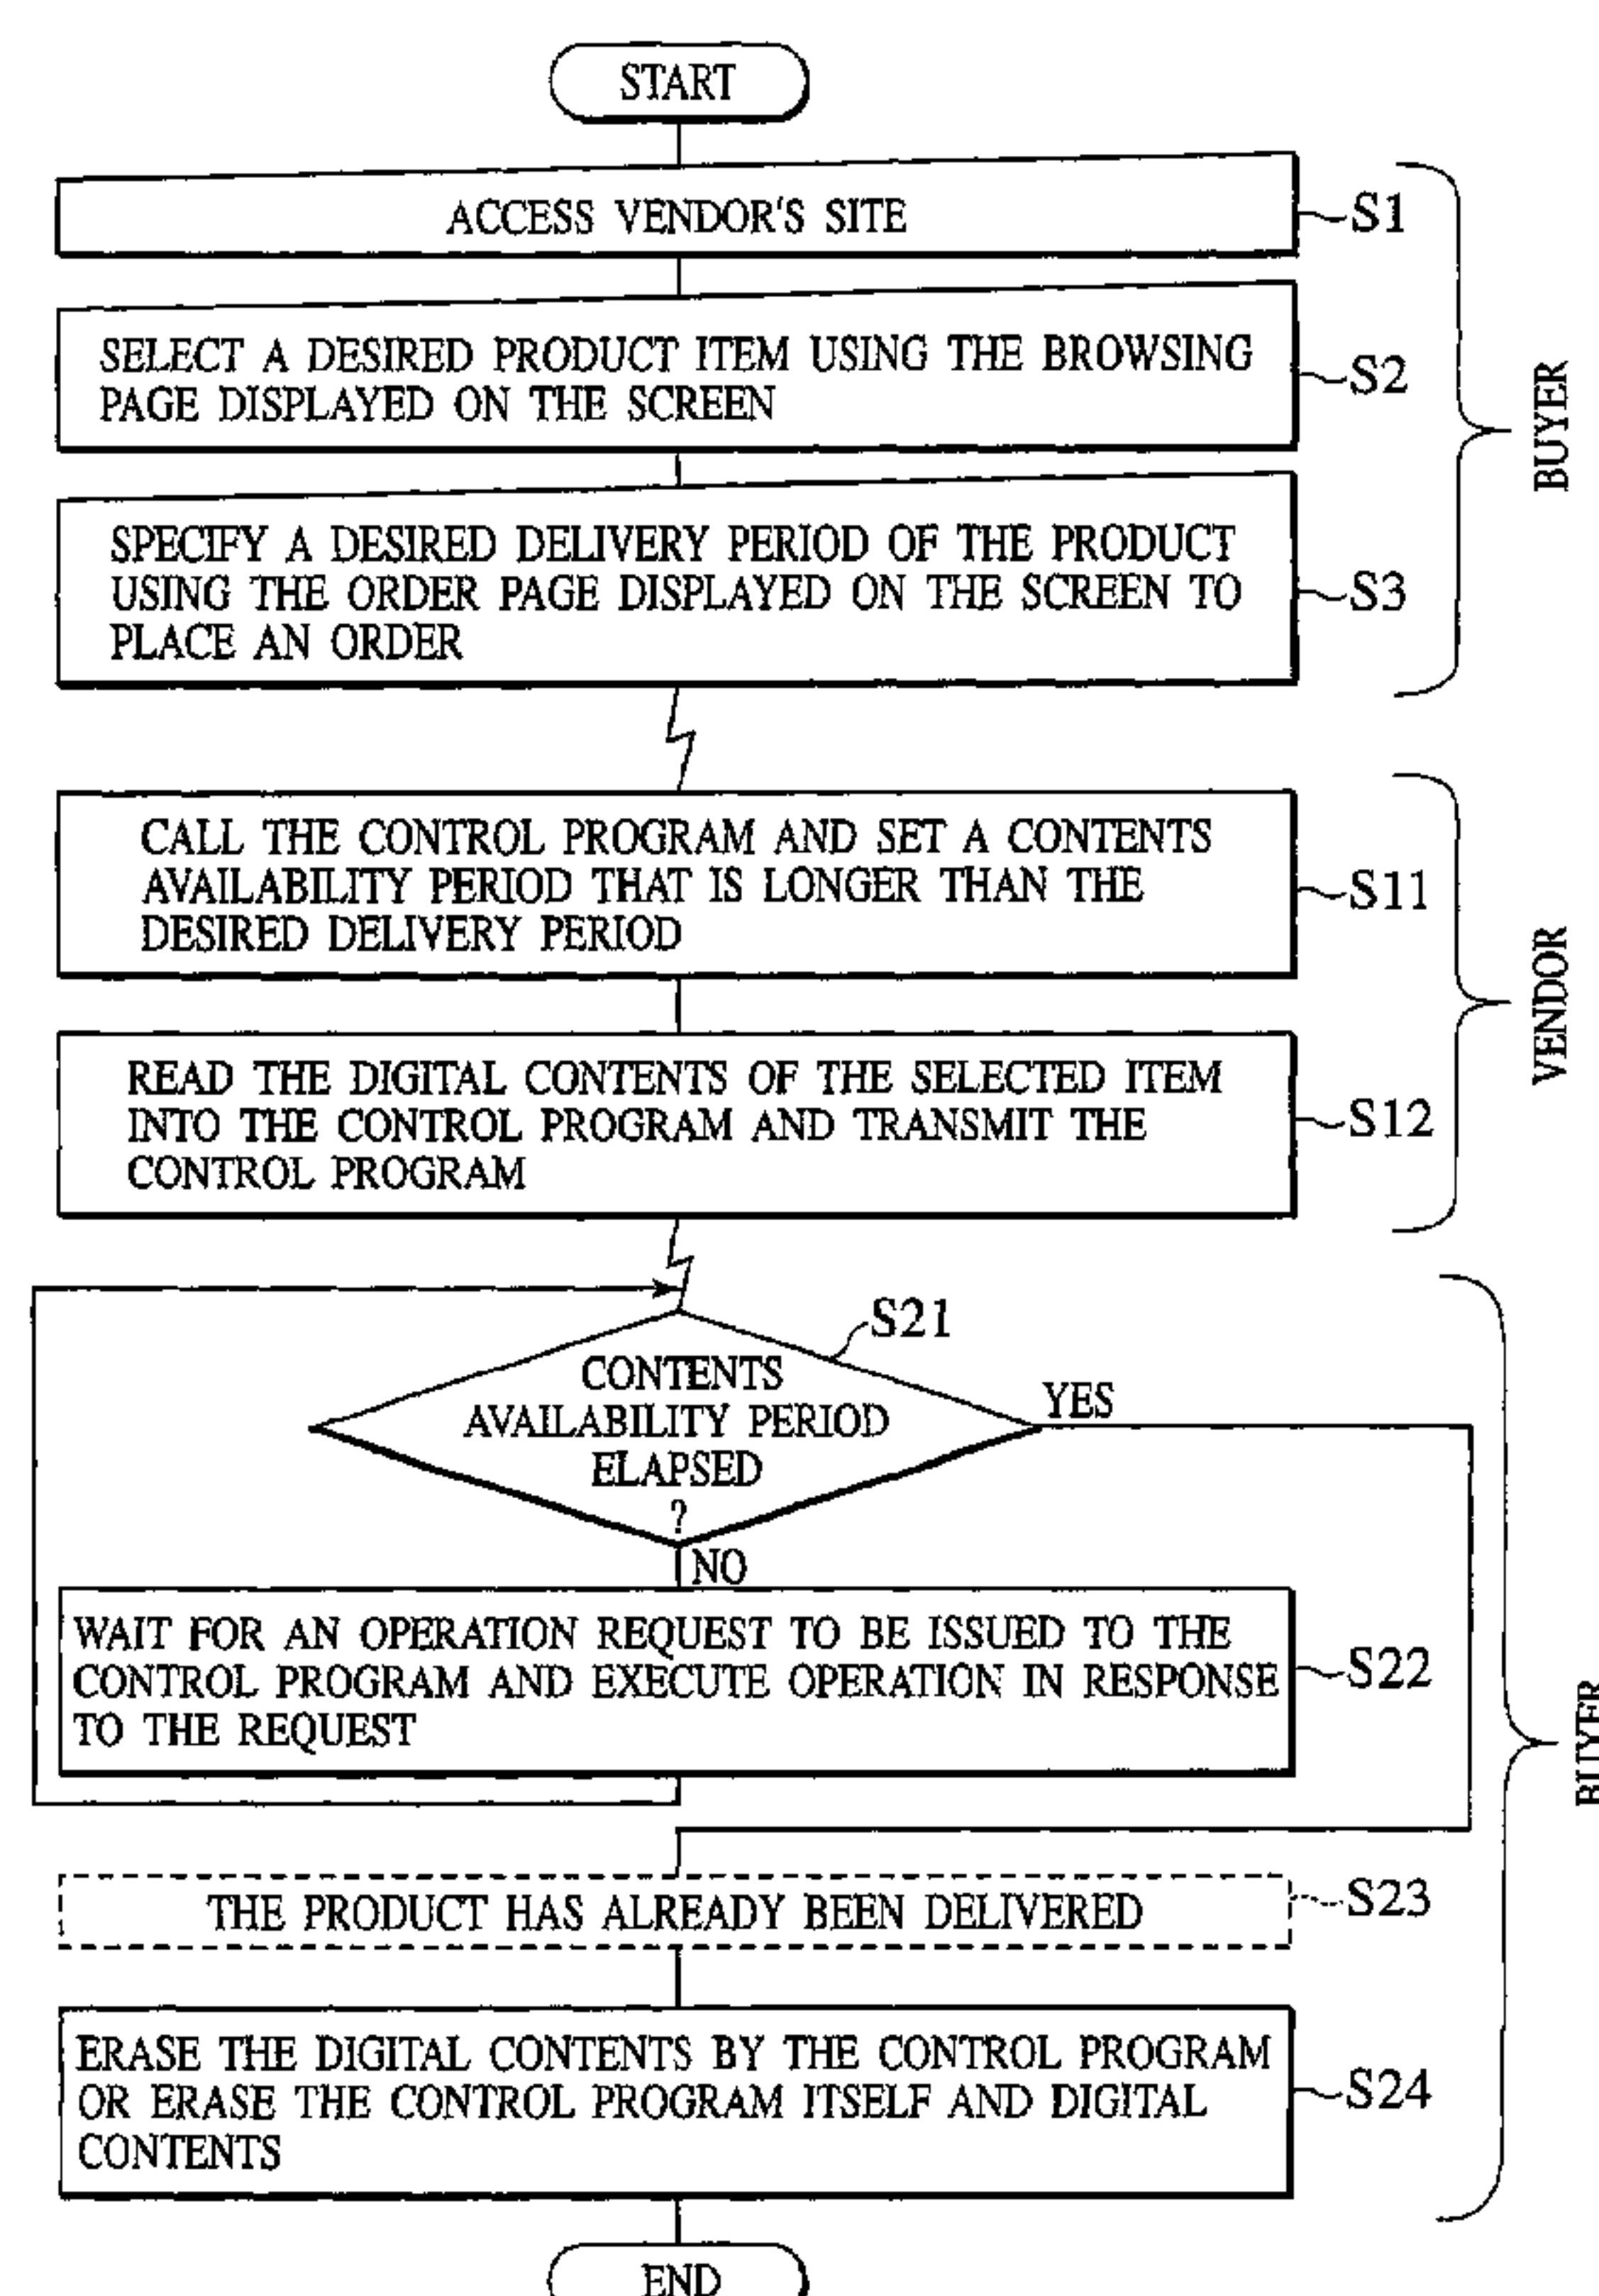 START
ACCESS VENDOR'S SITE
S1
SELECT A DESIRED PRODUCT ITEM USING THE BROWSING
PAGE DISPLAYED ON THE SCREEN
S2
SPECIFY A DESIRED DELIVERY PERIOD OF THE PRODUCT
USING THE ORDER PAGE DISPLAYED ON THE SCREEN TO
PLACE AN ORDER
S3
BUYER
CALL THE CONTROL PROGRAM AND SET A CONTENTS
AVAILABILITY PERIOD THAT IS LONGER THAN THE
DESIRED DELIVERY PERIOD
S11
READ THE DIGITAL CONTENTS OF THE SELECTED ITEM
INTO THE CONTROL PROGRAM AND TRANSMIT THE
CONTROL PROGRAM
S12
VENDOR
S21
CONTENTS
AVAILABILITY PERIOD
ELAPSED
?
YES
NO
WAIT FOR AN OPERATION REQUEST TO BE ISSUED TO THE
CONTROL PROGRAM AND EXECUTE OPERATION IN RESPONSE
TO THE REQUEST
S22
THE PRODUCT HAS ALREADY BEEN DELIVERED
S23
ERASE THE DIGITAL CONTENTS BY THE CONTROL PROGRAM
OR ERASE THE CONTROL PROGRAM ITSELF AND DIGITAL
CONTENTS
S24
BUYER
END